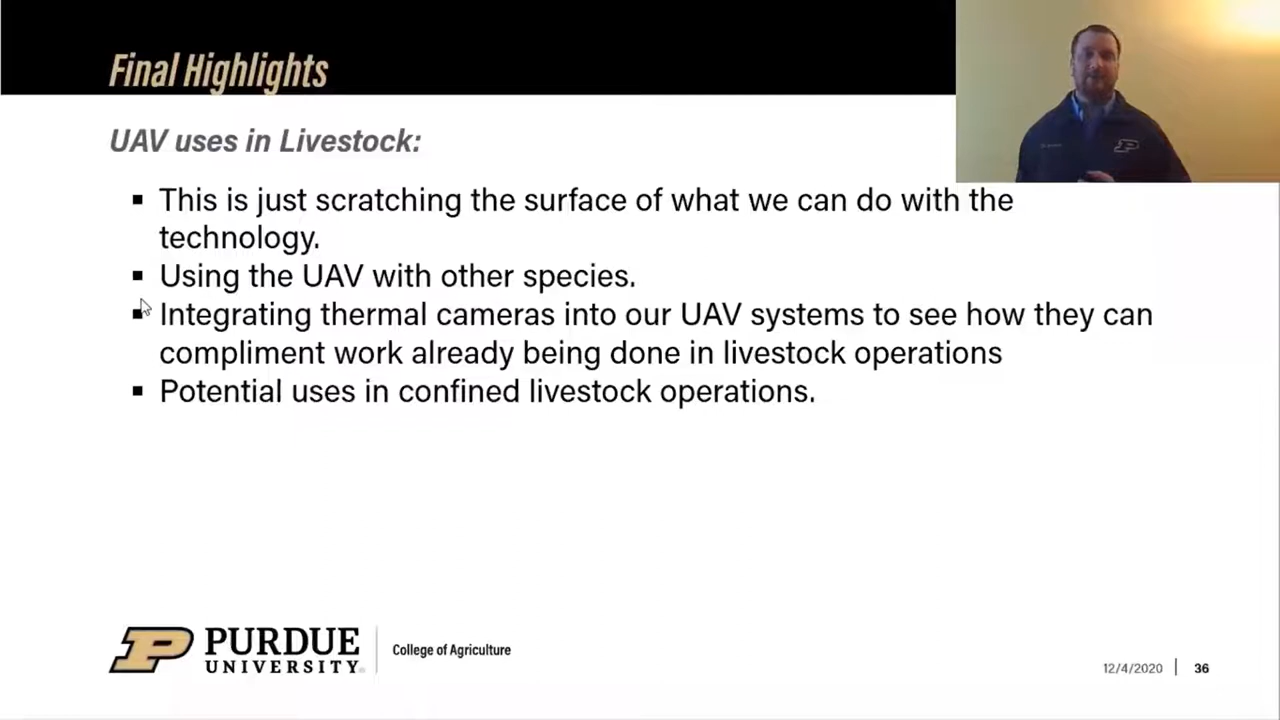 Final Highlights
UAV uses in Livestock:
▪ This is just scratching the surface of what we can do with the
technology.
▪ Using the UAV with other species.
▪ Integrating thermal cameras into our UAV systems to see how they can
compliment work already being done in livestock operations
▪ Potential uses in confined livestock operations.
P PURDUE
UNIVERSITY
College of Agriculture
12/4/2020 | 36